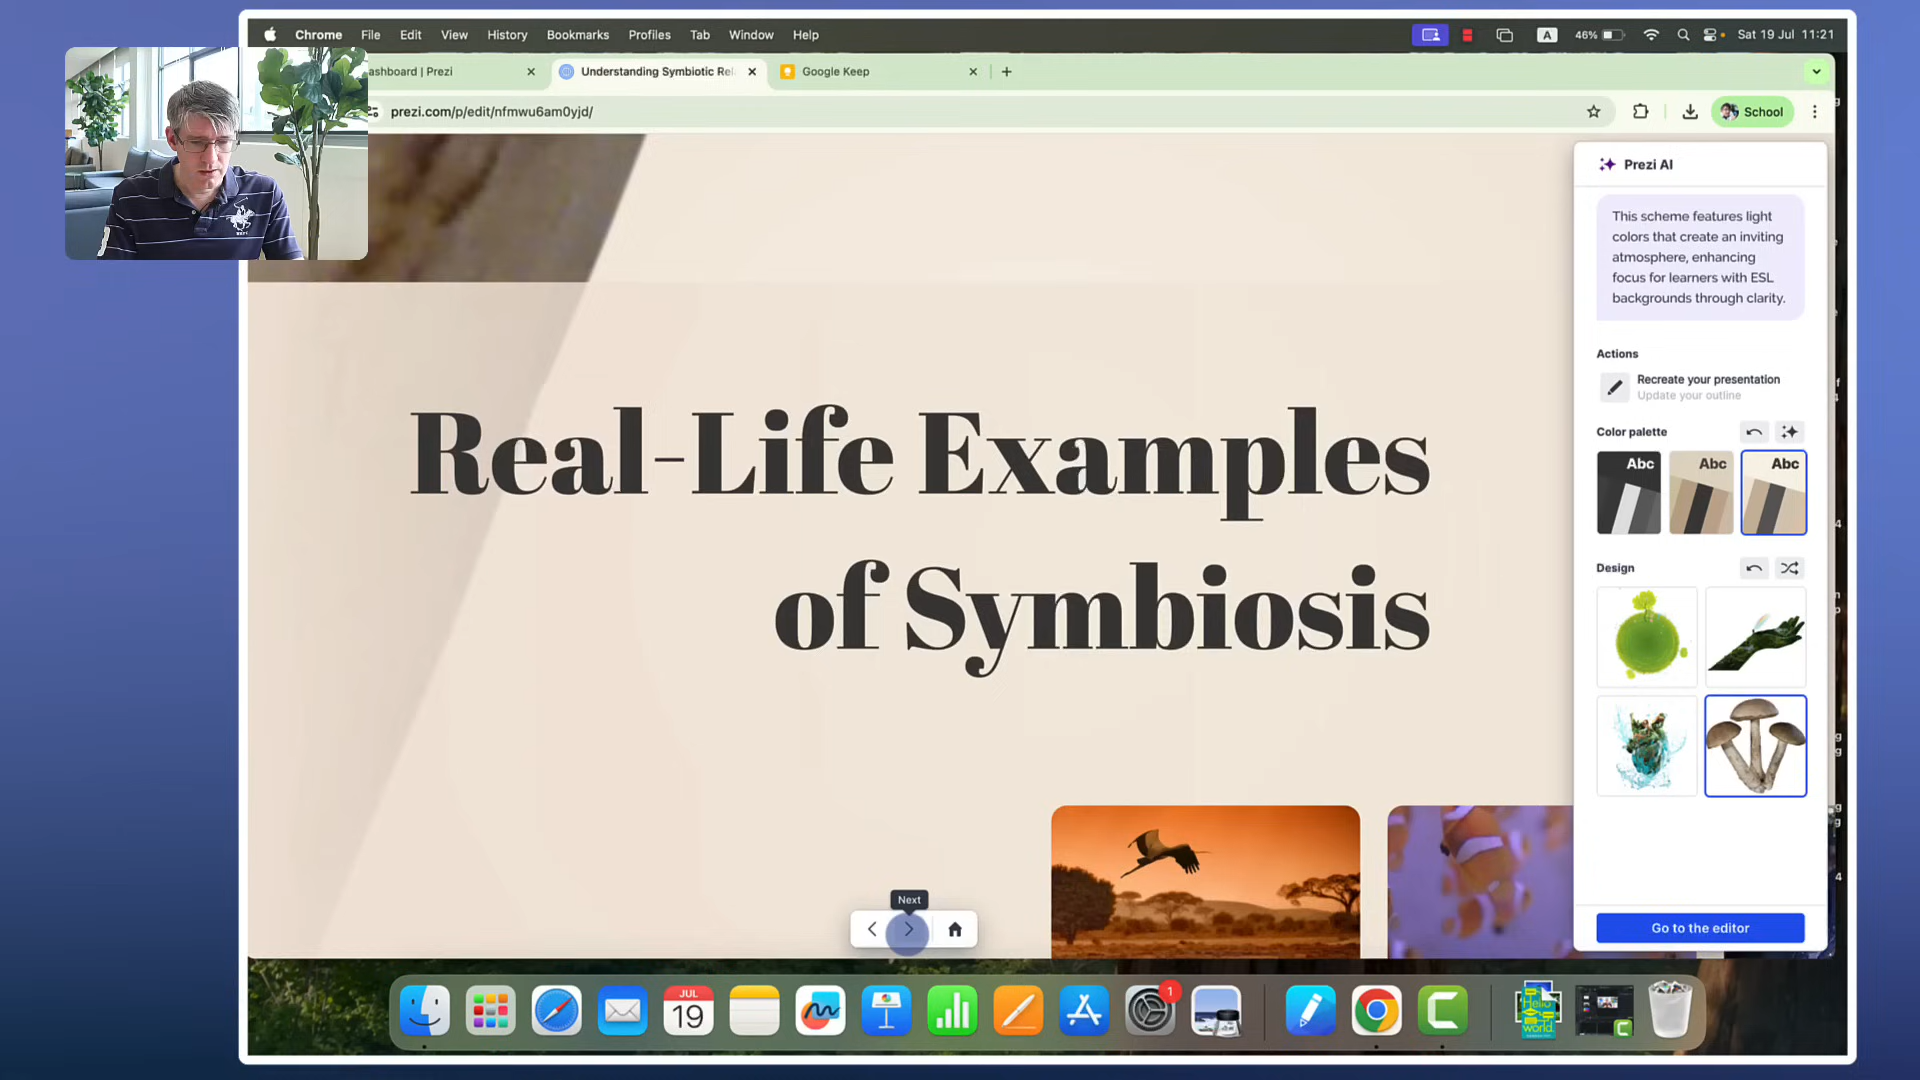 Chrome File Edit View History Bookmarks Profiles Tab Window Help
A 46% Sat 19 Jul 11:21
ashboard | Prezi
Understanding Symbiotic Rel
Google Keep
prezi.com/p/edit/nfmwu6am0yjd/
School
Real-Life Examples
of Symbiosis
Next
Prezi AI
This scheme features light
colors that create an inviting
atmosphere, enhancing
focus for learners with ESL
backgrounds through clarity.
Actions
Recreate your presentation
Update your outline
Color palette
Abc Abc Abc
Design
Go to the editor
JUL
19
1
Hello
world.